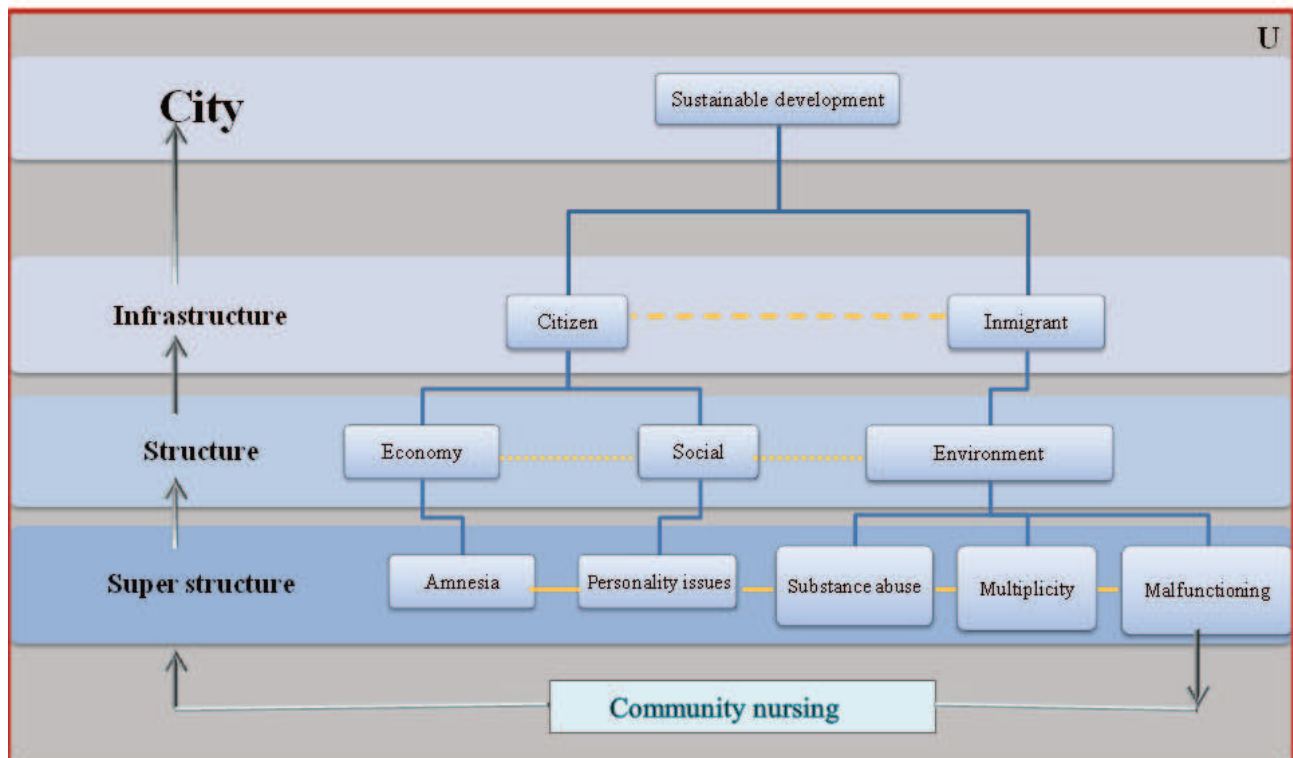 U
City
Sustainable development
Infrastructure
Citizen
Inmigrant
Structure
Economy
Social
Environment
Super structure
Amnesia
Personality issues
Substance abuse
Multiplicity
Malfunctioning
Community nursing